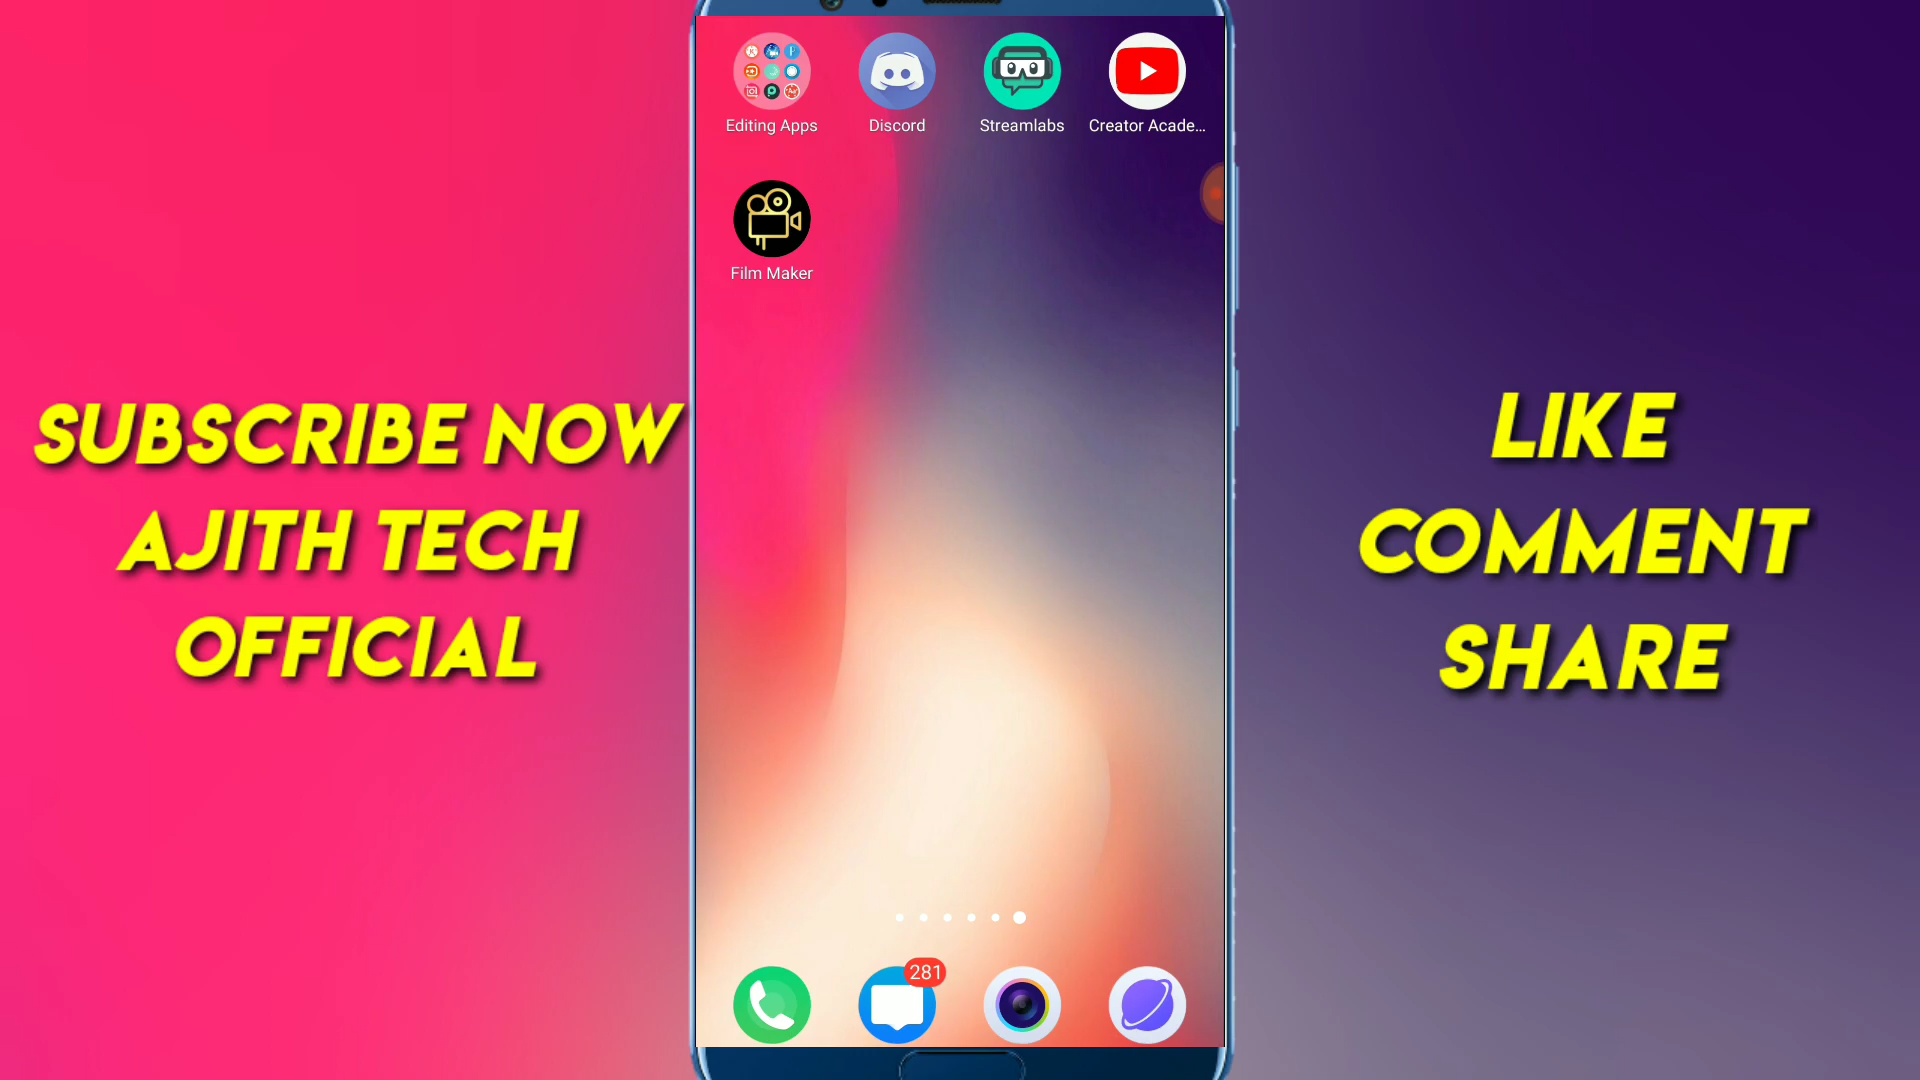 Editing Apps
Discord
Streamlabs
Creator Acade...
Film Maker
SUBSCRIBE NOW
AJITH TECH
OFFICIAL
LIKE
COMMENT
SHARE
281